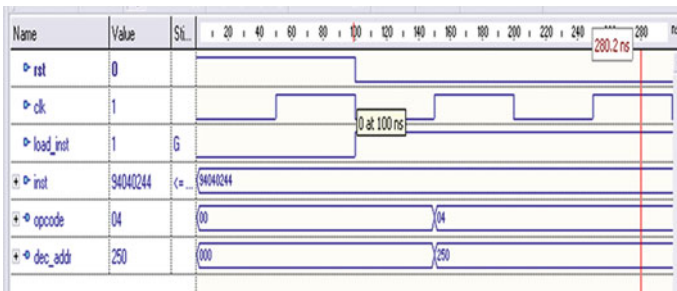 Name Value Sti... 20 40 60 80 100 120 140 160 180 200 220 240 280
280.2 ns
rst 0
clk 1
0 at 100 ns
load_inst 1 G
inst 94040244 <= ... 94040244
opcode 04 00 04
dec_addr 250 000 250